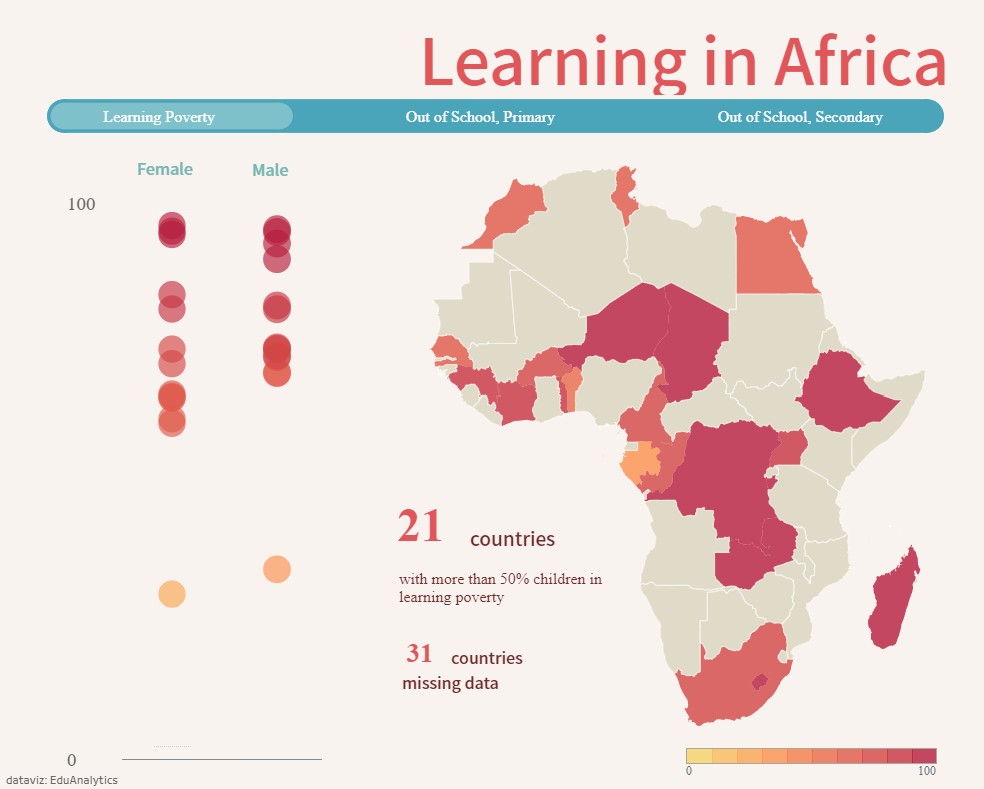 Learning in Africa
Learning Poverty Out of School, Primary Out of School, Secondary
Female Male
100
21 countries
with more than 50% children in
learning poverty
31 countries
missing data
0
0 100
dataviz: EduAnalytics